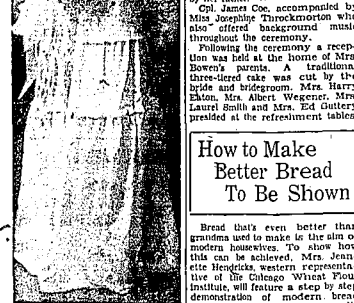 Cpl. James Coe, accompanied by
Miss Josephine Throckmorton who
also offered background music
throughout the ceremony.
Following the ceremony a recep-
tion was held at the home of Mrs.
Bowen's parents. A traditional
three-tiered cake was cut by the
bride and bridegroom. Mrs. Harry
Eaton, Mrs. Albert Wegener, Mrs.
Laurel Smith and Mrs. Ed Guttery
presided at the refreshment tables.
How to Make
Better Bread
To Be Shown
Bread that's even better than
grandma used to make is the aim of
modern housewives. To show how
this can be achieved, Mrs. Jean-
ette Hendricks, western representa-
tive of the Chicago Wheat Flour
Institute, will feature a step by step
demonstration of modern bread